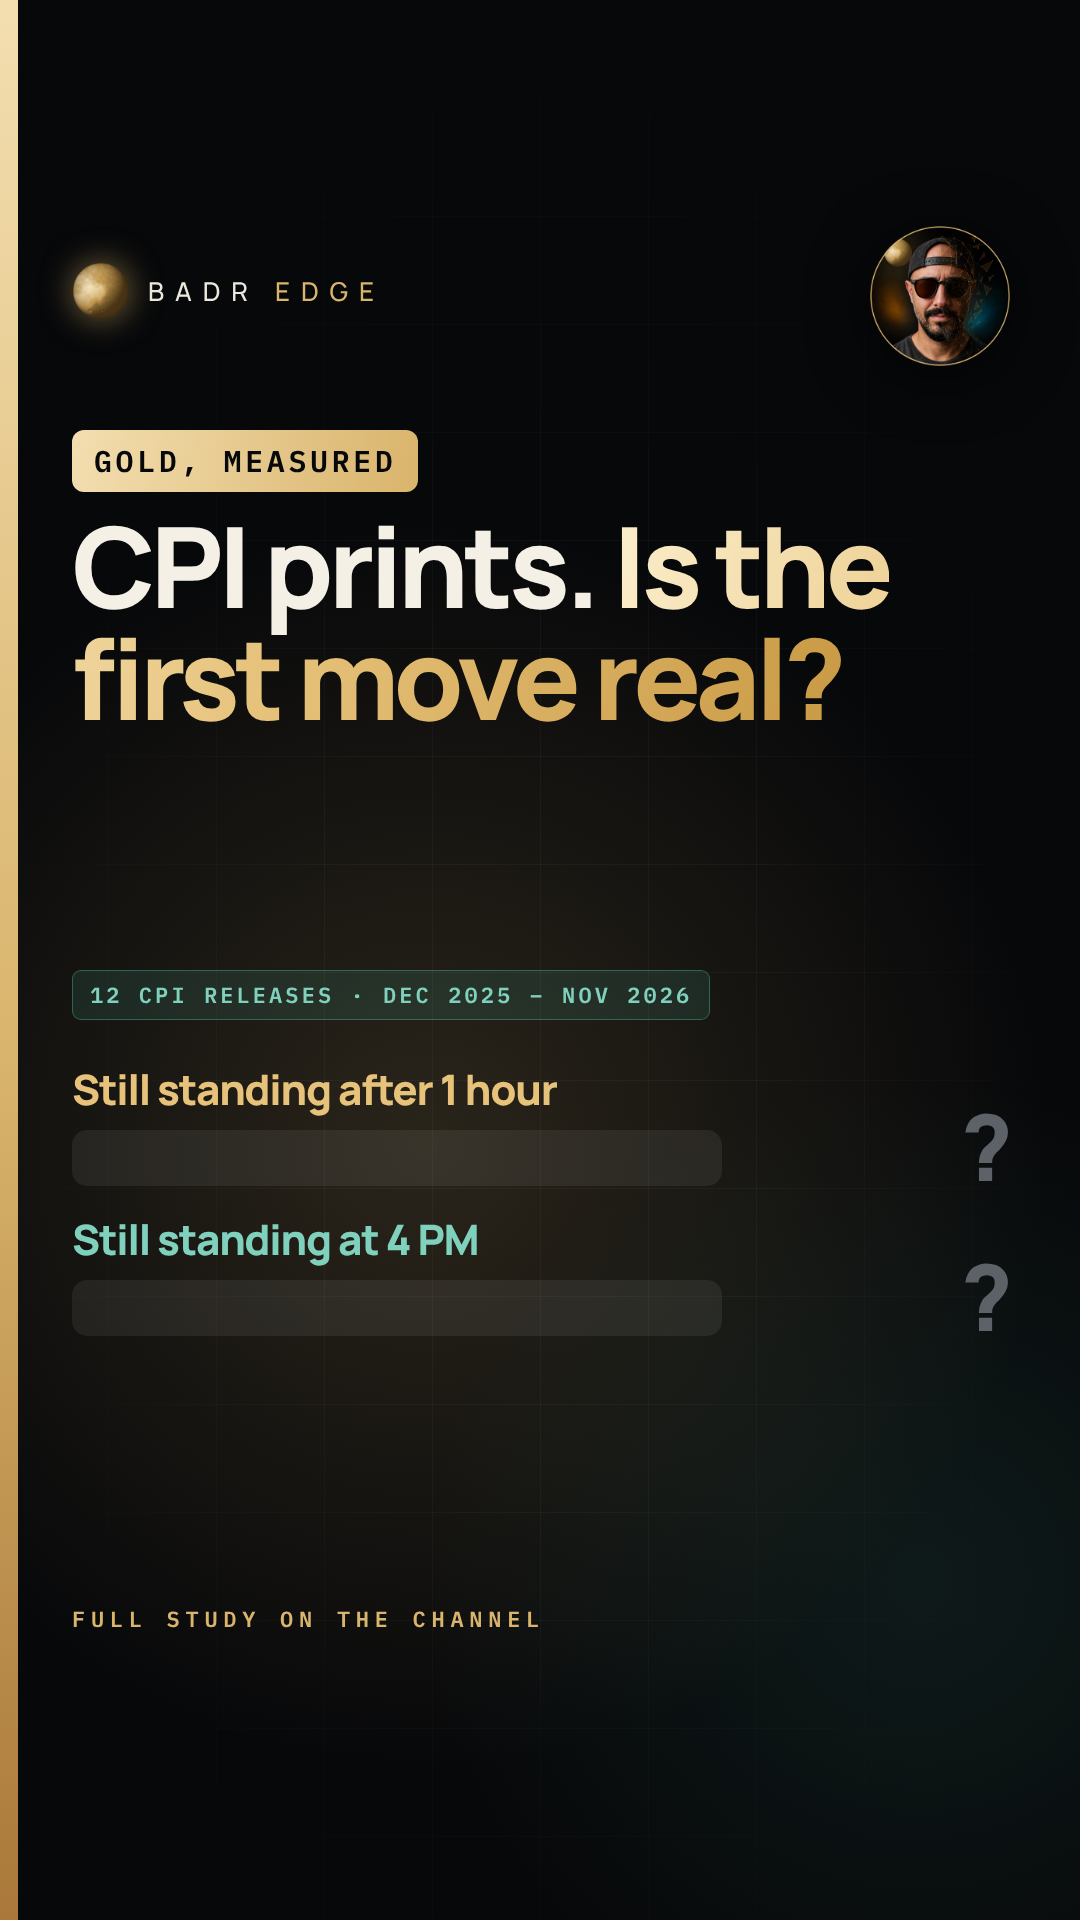 BADR EDGE
GOLD, MEASURED
CPI prints. Is the
first move real?
12 CPI RELEASES · DEC 2025 – NOV 2026
Still standing after 1 hour
?
Still standing at 4 PM
?
FULL STUDY ON THE CHANNEL